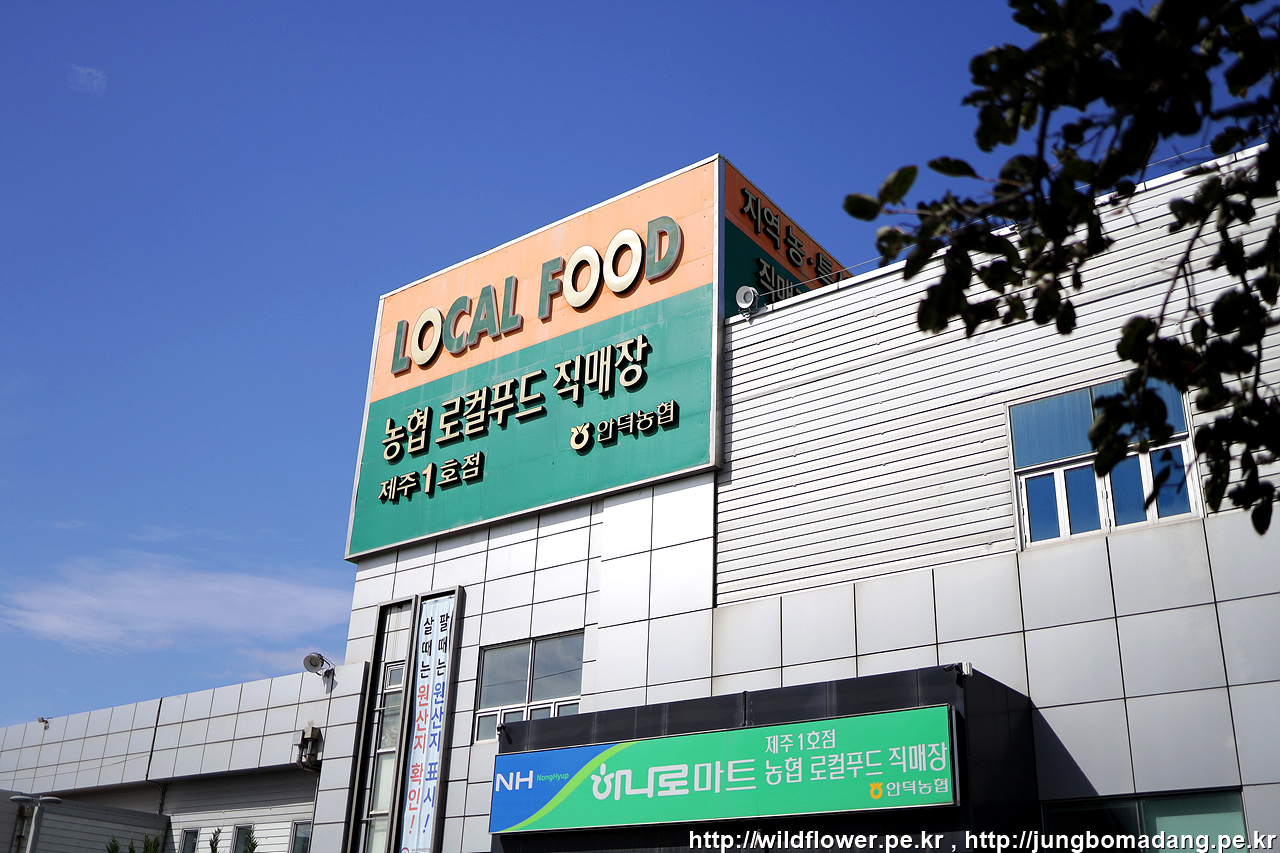 LOCAL FOOD
농협 로컬푸드 직매장
제주1호점
안덕농협
지역 농·특
직매
팔 때는 원산지 표시!
살 때는 원산지 확인!
NH NongHyup
하나로마트
제주1호점
농협 로컬푸드 직매장
안덕농협
http://wildflower.pe.kr , http://jungbomadang.pe.kr